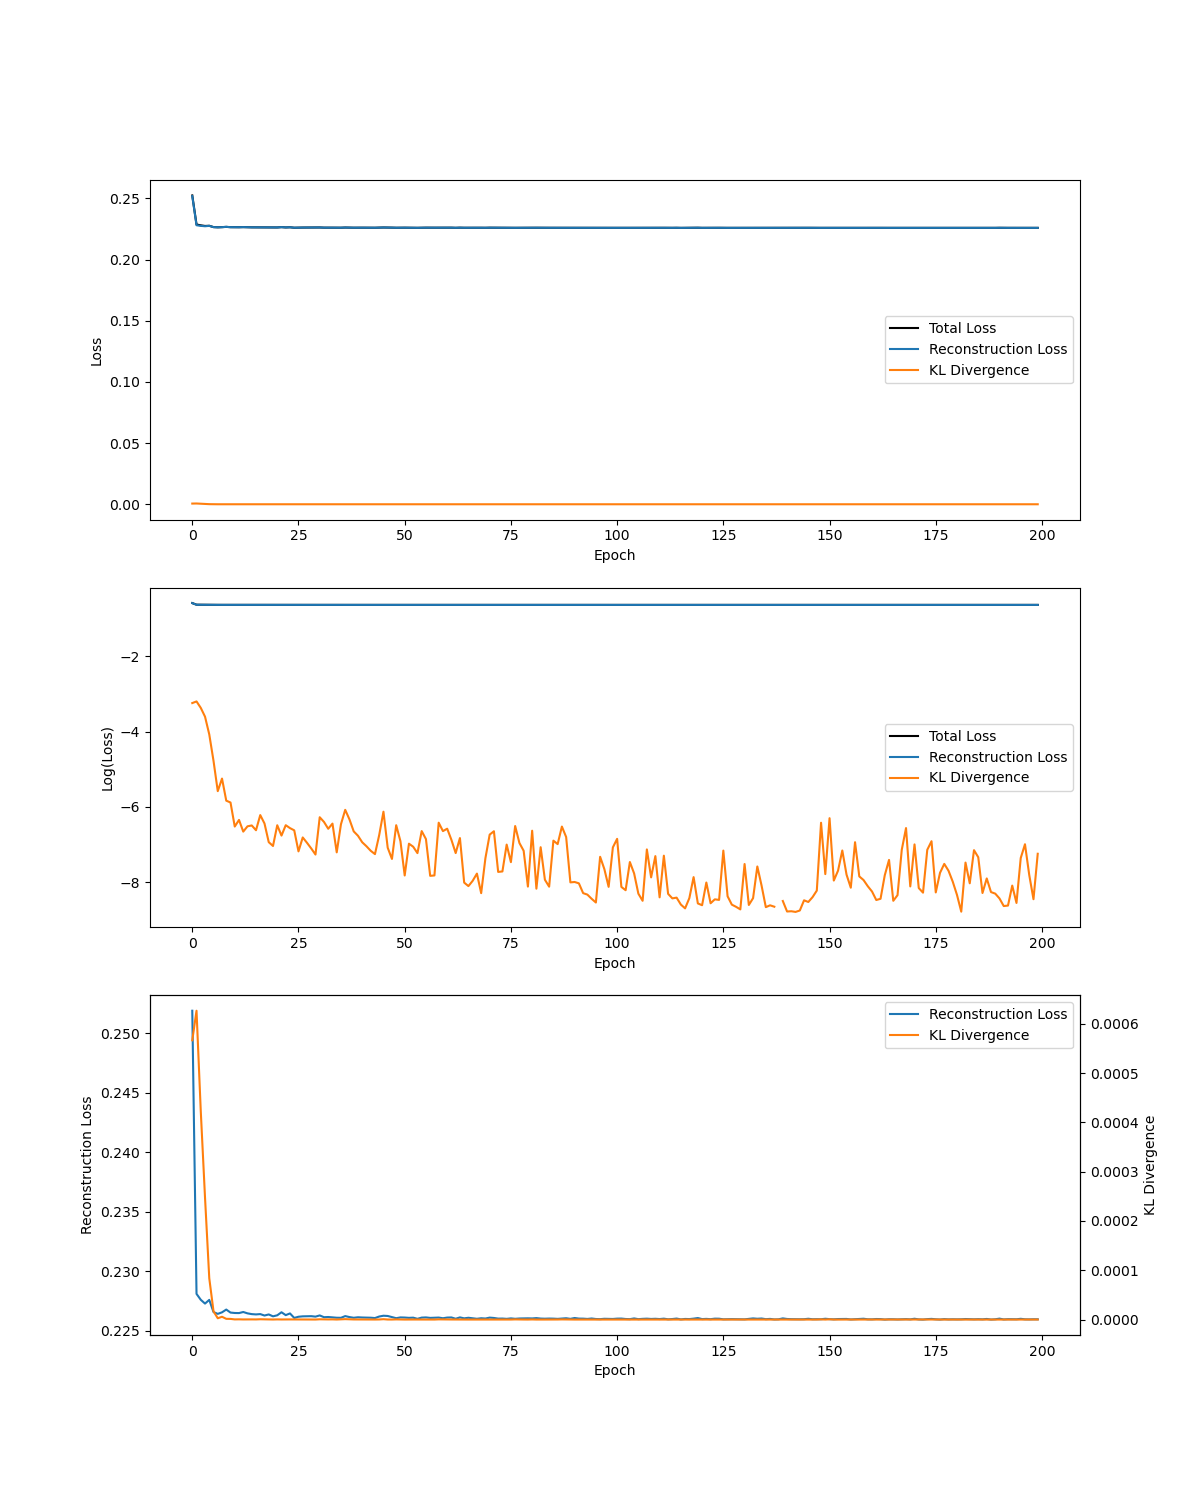 0.25
0.20
0.15
0.10
0.05
0.00
Loss
Total Loss
Reconstruction Loss
KL Divergence
0 25 50 75 100 125 150 175 200
Epoch
−2
−4
−6
−8
Log(Loss)
Total Loss
Reconstruction Loss
KL Divergence
0 25 50 75 100 125 150 175 200
Epoch
0.250
0.245
0.240
0.235
0.230
0.225
Reconstruction Loss
Reconstruction Loss
KL Divergence
0.0006
0.0005
0.0004
0.0003
0.0002
0.0001
0.0000
KL Divergence
0 25 50 75 100 125 150 175 200
Epoch